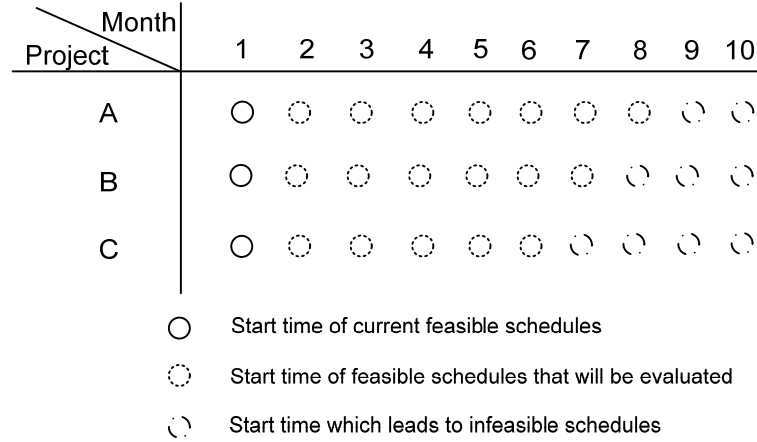 Month
Project
1 2 3 4 5 6 7 8 9 10
A
B
C
Start time of current feasible schedules
Start time of feasible schedules that will be evaluated
Start time which leads to infeasible schedules